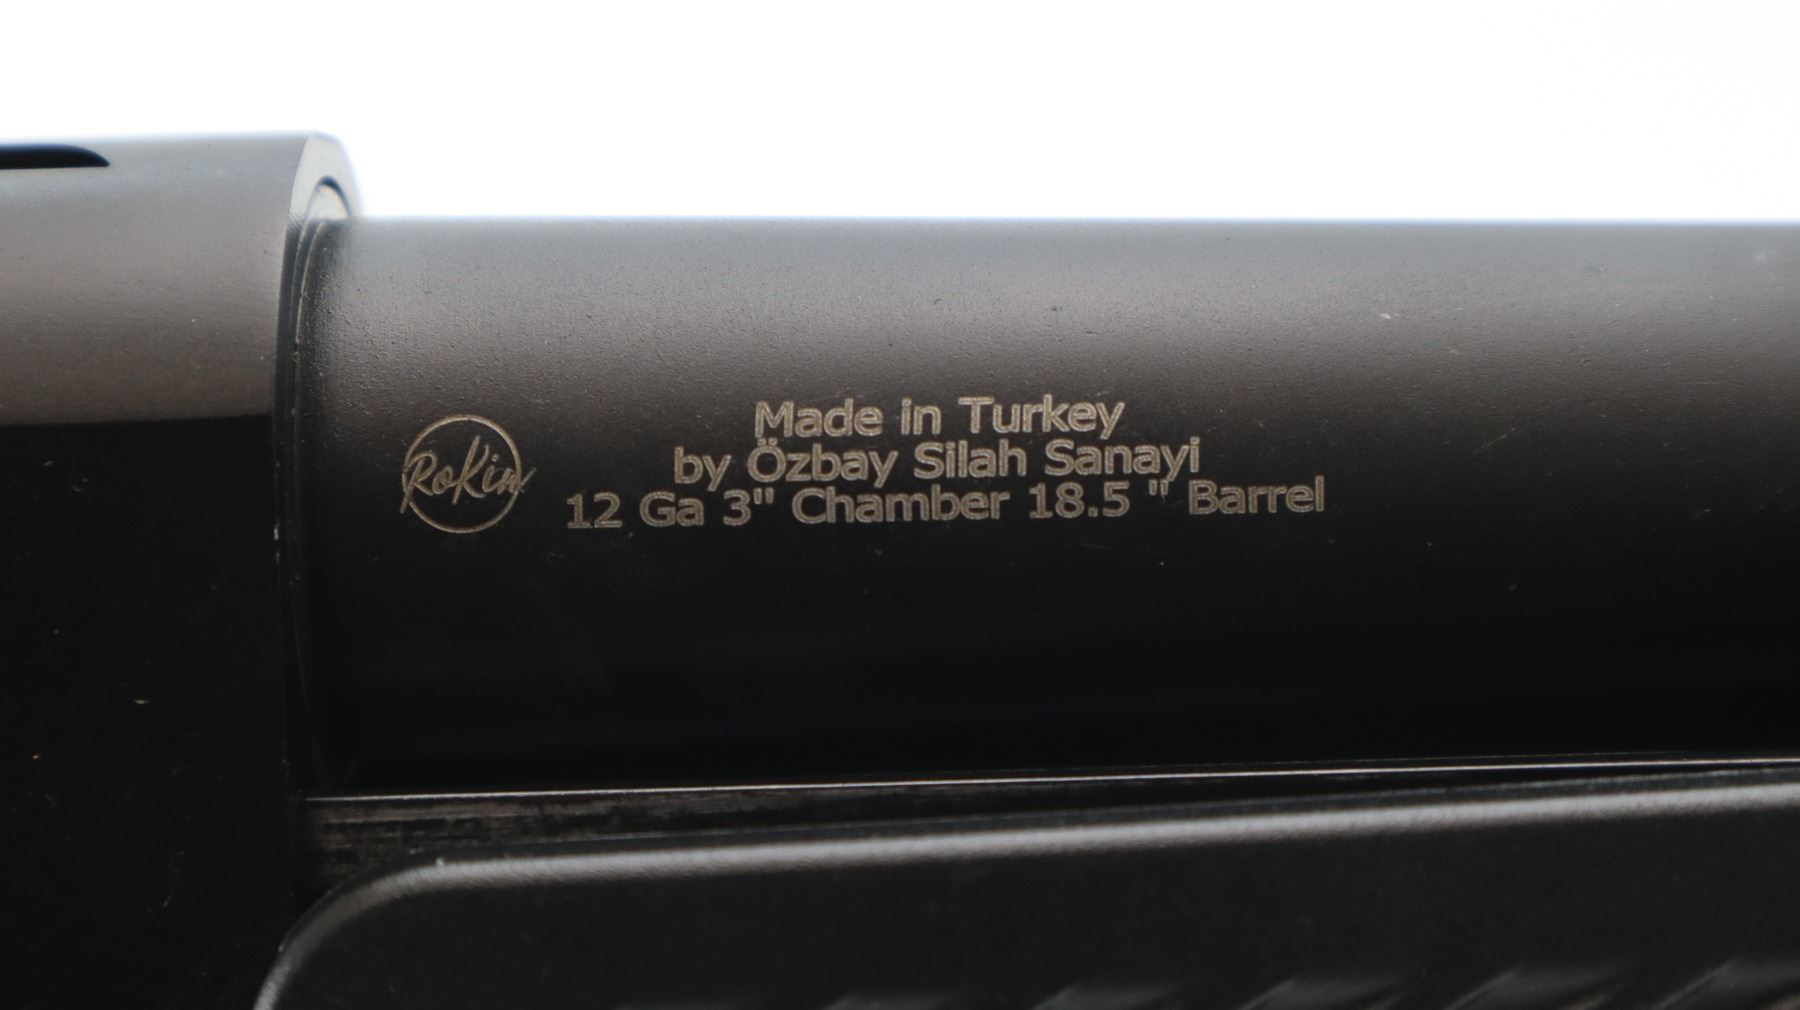 RoKin
Made in Turkey
by Özbay Silah Sanayi
12 Ga 3" Chamber 18.5 " Barrel